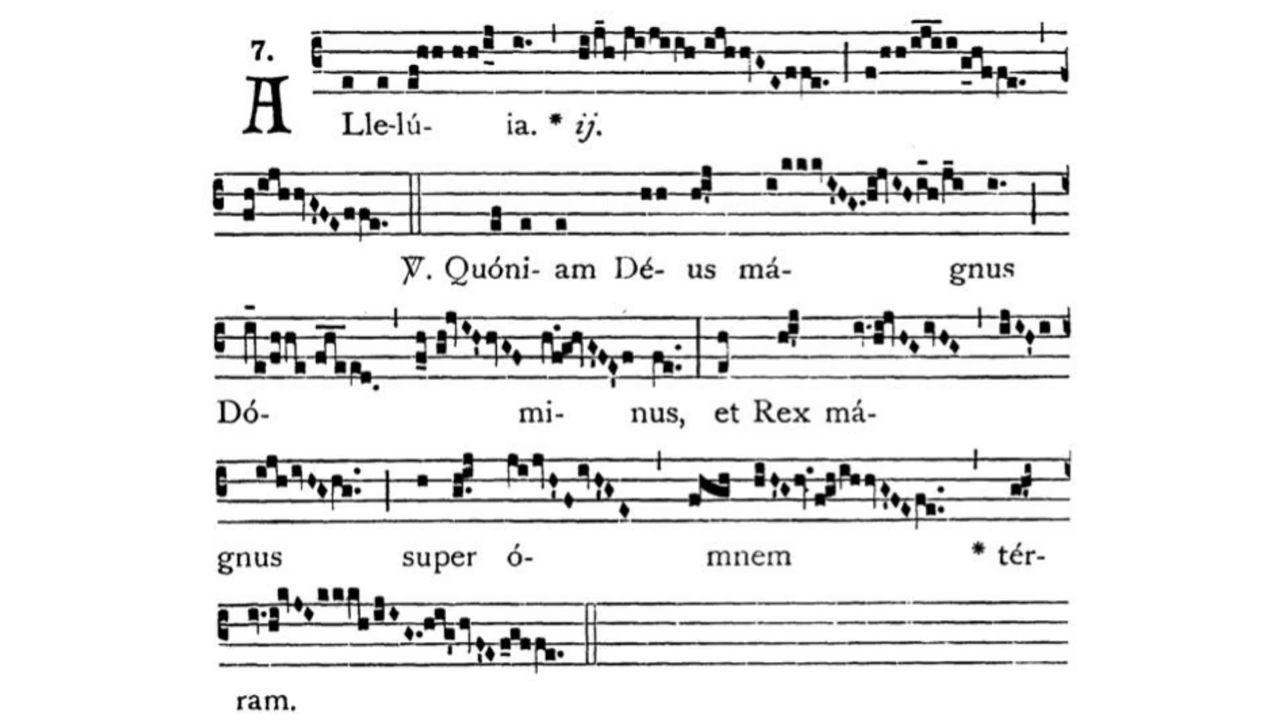 7.
ALle-lú- ia. * ij.
℣. Quóni- am Dé- us má- gnus
Dó- mi- nus, et Rex má-
gnus super ó- mnem * tér-
ram.